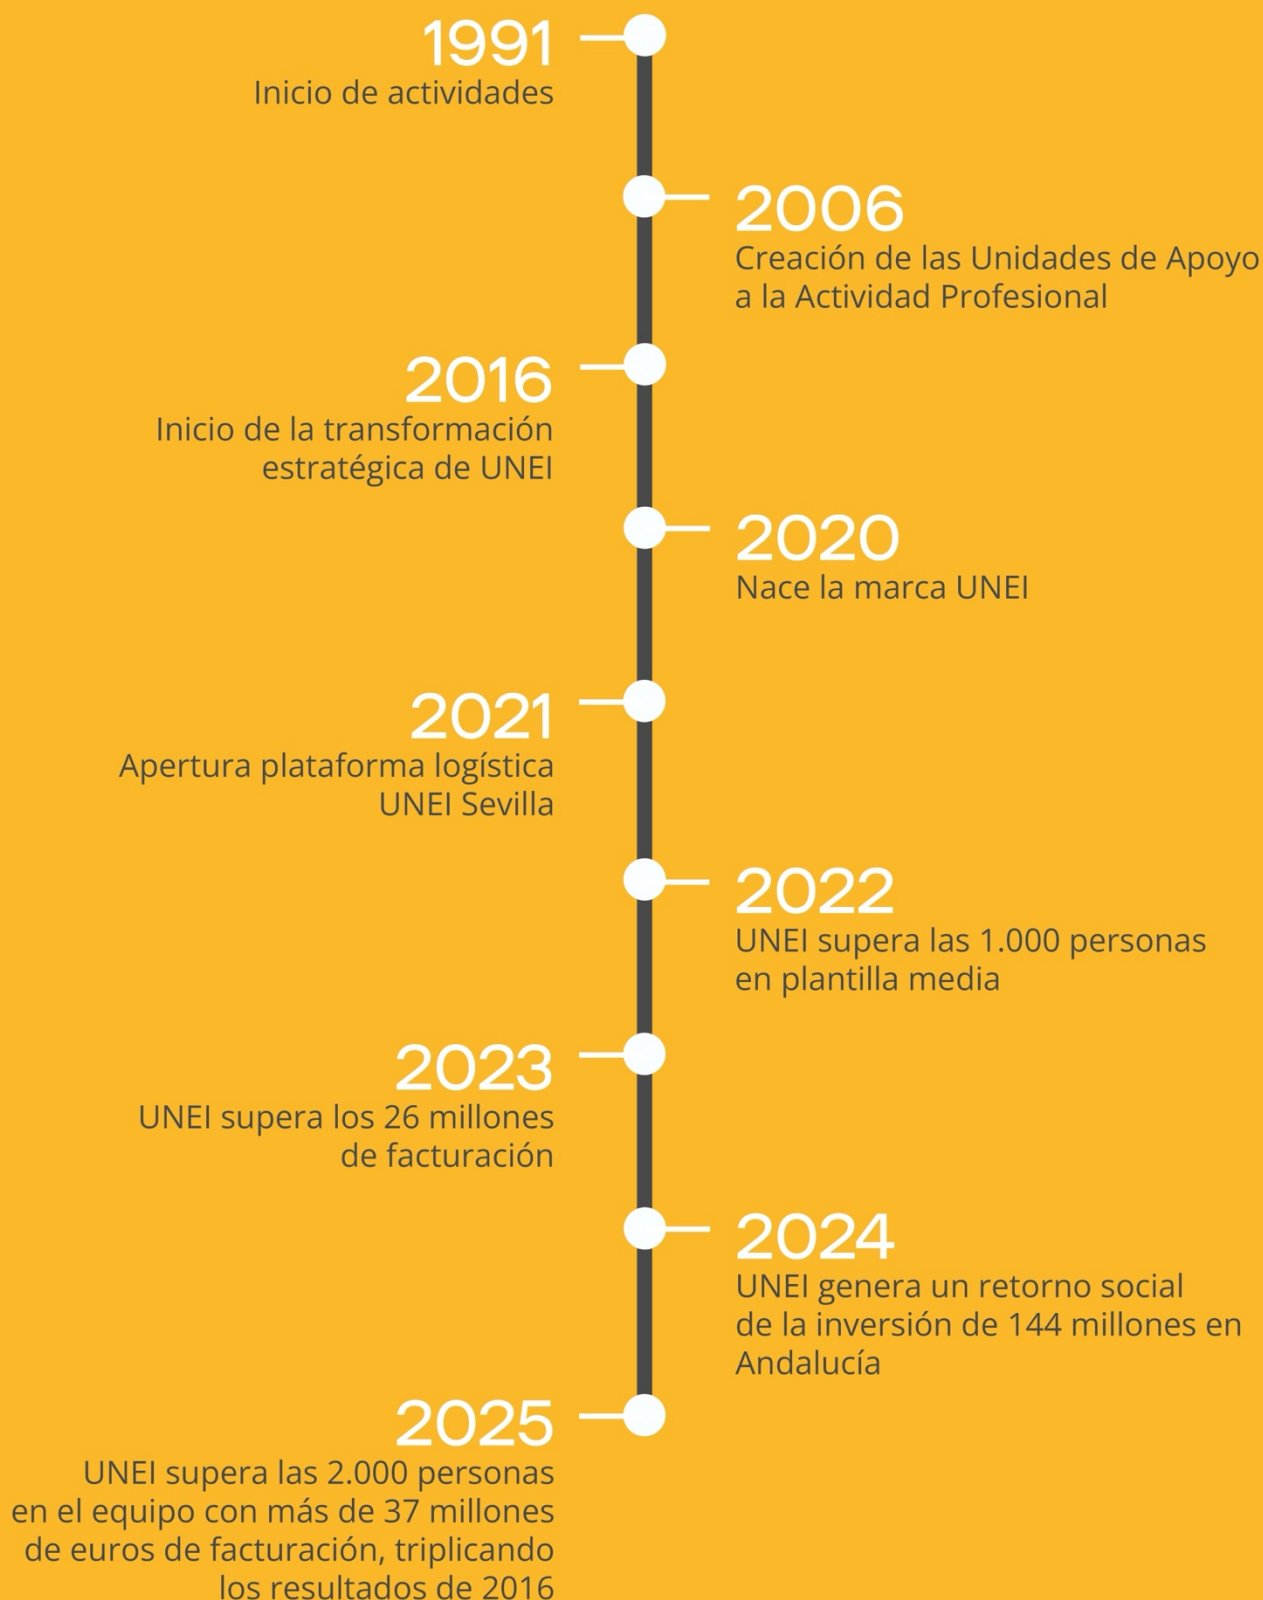 1991
Inicio de actividades
2006
Creación de las Unidades de Apoyo
a la Actividad Profesional
2016
Inicio de la transformación
estratégica de UNEI
2020
Nace la marca UNEI
2021
Apertura plataforma logística
UNEI Sevilla
2022
UNEI supera las 1.000 personas
en plantilla media
2023
UNEI supera los 26 millones
de facturación
2024
UNEI genera un retorno social
de la inversión de 144 millones en
Andalucía
2025
UNEI supera las 2.000 personas
en el equipo con más de 37 millones
de euros de facturación, triplicando
los resultados de 2016